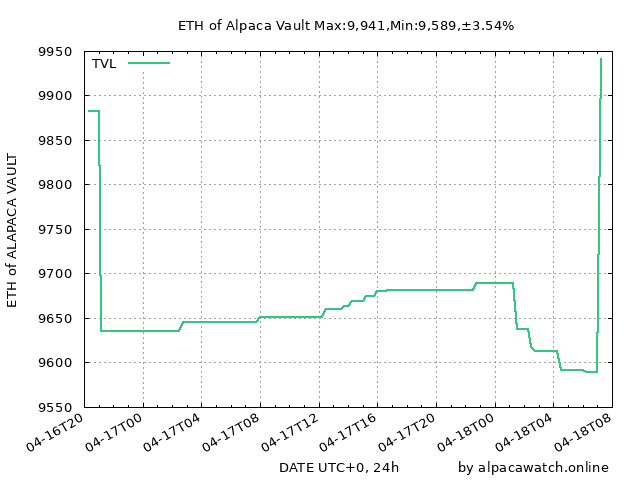 ETH of Alpaca Vault Max:9,941,Min:9,589,±3.54%
TVL
ETH of ALAPACA VAULT
9950
9900
9850
9800
9750
9700
9650
9600
9550
04-16T20
04-17T00
04-17T04
04-17T08
04-17T12
04-17T16
04-17T20
04-18T00
04-18T04
04-18T08
DATE UTC+0, 24h
by alpacawatch.online